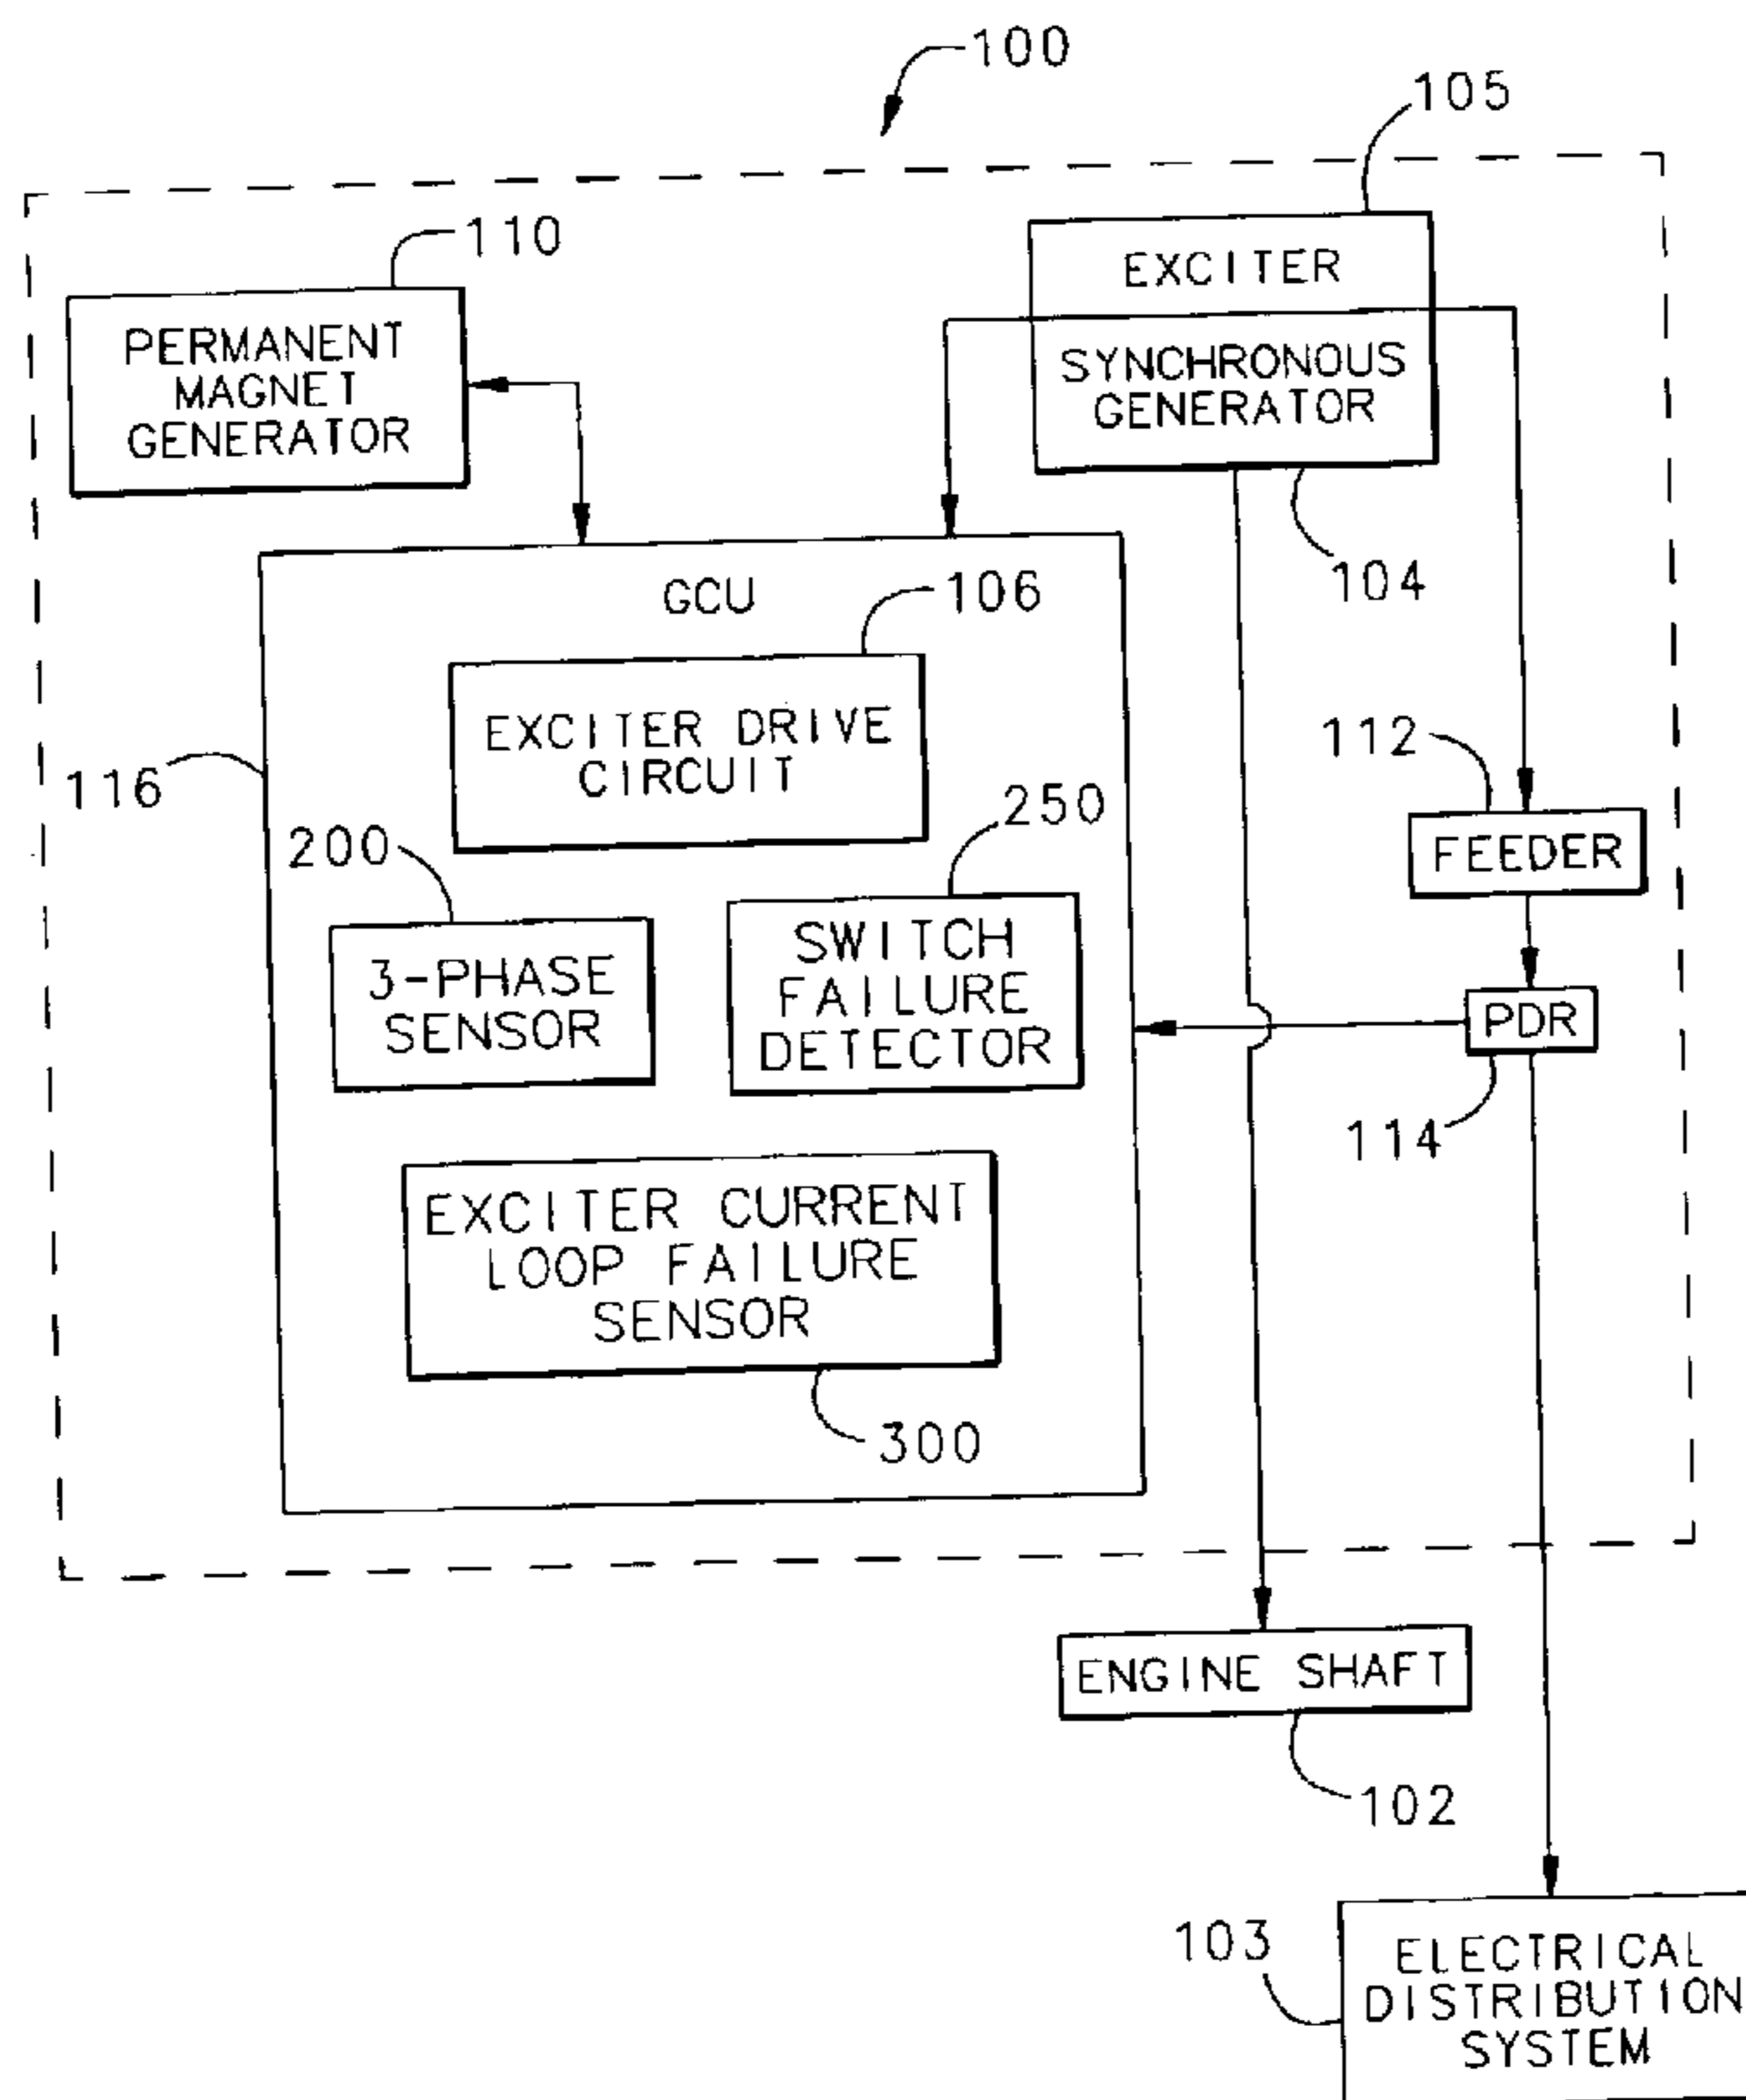 100
105
110
EXCITER
PERMANENT
MAGNET
GENERATOR
SYNCHRONOUS
GENERATOR
104
GCU
106
EXCITER DRIVE
CIRCUIT
116
112
250
200
FEEDER
3-PHASE
SENSOR
SWITCH
FAILURE
DETECTOR
PDR
114
EXCITER CURRENT
LOOP FAILURE
SENSOR
300
ENGINE SHAFT
102
103
ELECTRICAL
DISTRIBUTION
SYSTEM